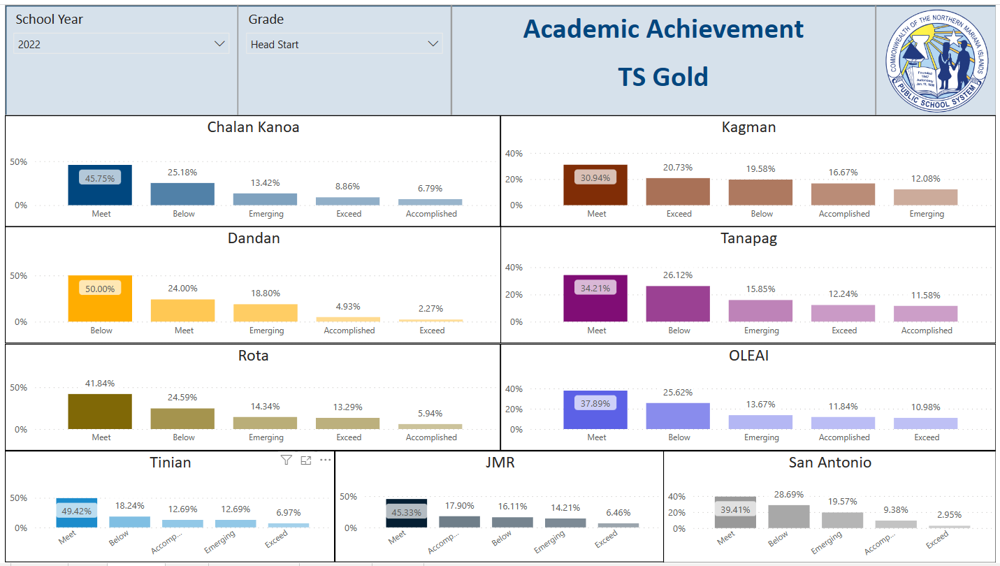 School Year
2022
Grade
Head Start
Academic Achievement
TS Gold
COMMONWEALTH OF THE NORTHERN MARIANA ISLANDS
PUBLIC SCHOOL SYSTEM
Founded
1947
Autonomy
Chalan Kanoa
50%
0%
45.75%
25.18%
13.42%
8.86%
6.79%
Meet
Below
Emerging
Exceed
Accomplished
Kagman
40%
20%
0%
30.94%
20.73%
19.58%
16.67%
12.08%
Meet
Exceed
Below
Accomplished
Emerging
Dandan
50%
0%
50.00%
24.00%
18.80%
4.93%
2.27%
Below
Meet
Emerging
Accomplished
Exceed
Tanapag
40%
20%
0%
34.21%
26.12%
15.85%
12.24%
11.58%
Meet
Below
Emerging
Exceed
Accomplished
Rota
50%
0%
41.84%
24.59%
14.34%
13.29%
5.94%
Meet
Below
Emerging
Exceed
Accomplished
OLEAI
40%
20%
0%
37.89%
25.62%
13.67%
11.84%
10.98%
Meet
Below
Emerging
Accomplished
Exceed
Tinian
50%
0%
49.42%
18.24%
12.69%
12.69%
6.97%
Meet
Below
Accomp...
Emerging
Exceed
JMR
50%
0%
45.33%
17.90%
16.11%
14.21%
6.46%
Meet
Accomp...
Below
Emerging
Exceed
San Antonio
40%
20%
0%
39.41%
28.69%
19.57%
9.38%
2.95%
Meet
Below
Emerging
Accomp...
Exceed